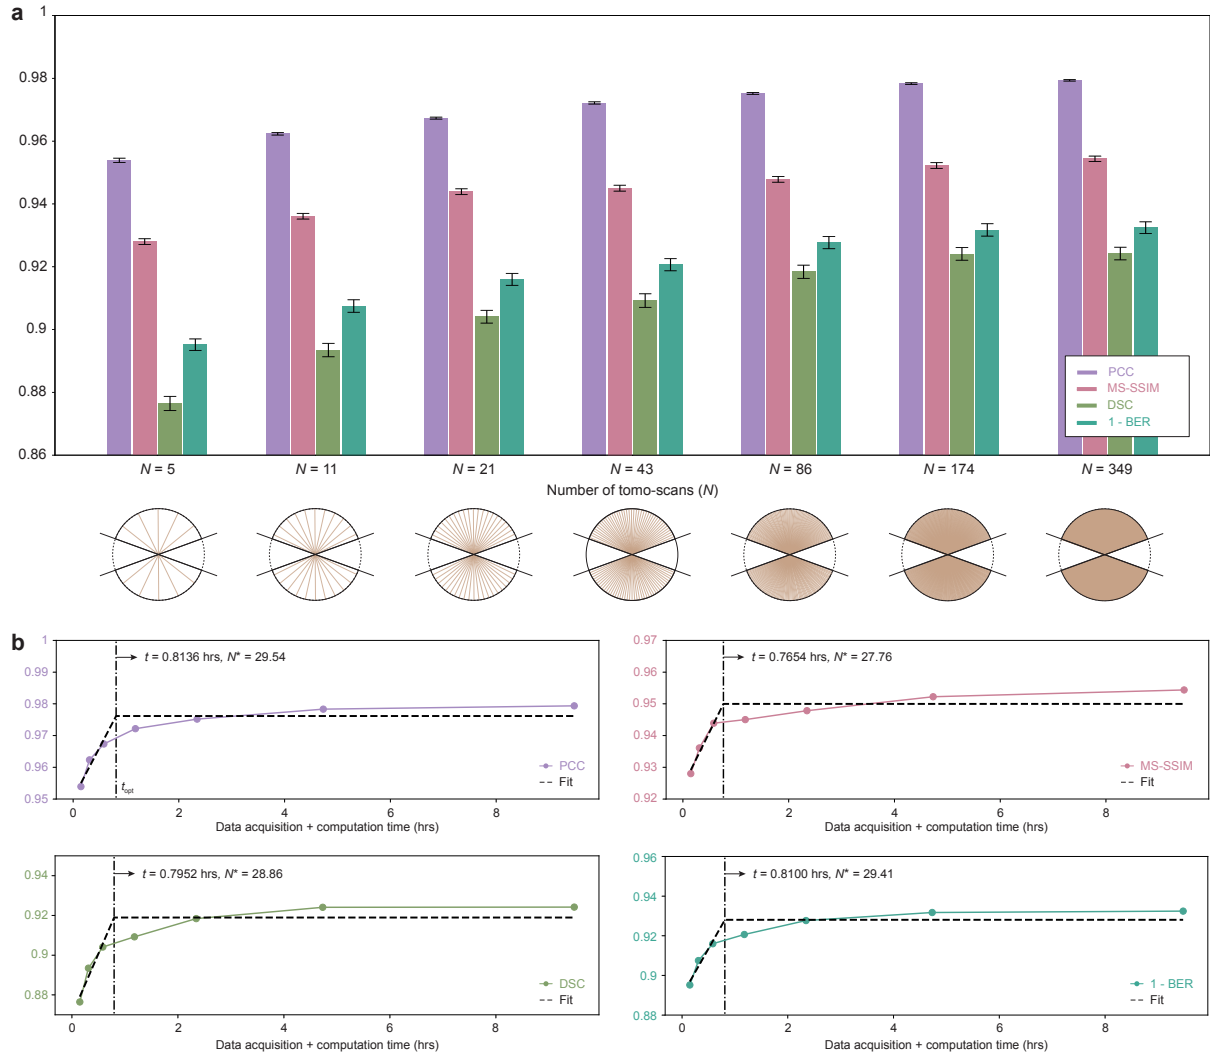 a
1
0.98
0.96
0.94
0.92
0.9
0.88
0.86
PCC
MS-SSIM
DSC
1 - BER
N = 5
N = 11
N = 21
N = 43
N = 86
N = 174
N = 349
Number of tomo-scans (N)
b
1
0.99
0.98
0.97
0.96
0.95
t = 0.8136 hrs, N* = 29.54
t_opt
PCC
Fit
0 2 4 6 8
Data acquisition + computation time (hrs)
0.97
0.96
0.95
0.94
0.93
0.92
t = 0.7654 hrs, N* = 27.76
MS-SSIM
Fit
0 2 4 6 8
Data acquisition + computation time (hrs)
0.94
0.92
0.9
0.88
t = 0.7952 hrs, N* = 28.86
DSC
Fit
0 2 4 6 8
Data acquisition + computation time (hrs)
0.96
0.94
0.92
0.9
0.88
t = 0.8100 hrs, N* = 29.41
1 - BER
Fit
0 2 4 6 8
Data acquisition + computation time (hrs)